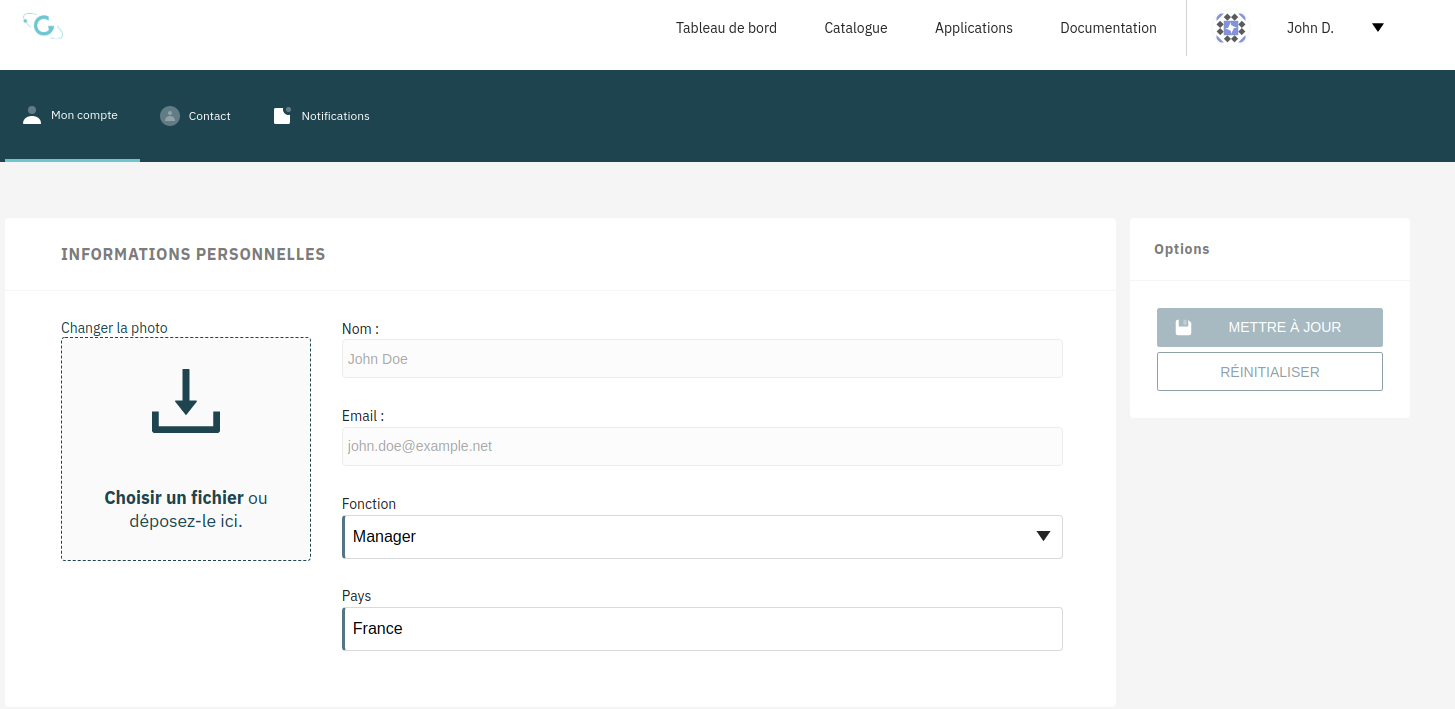 Tableau de bord
Catalogue
Applications
Documentation
John D.
Mon compte
Contact
Notifications
INFORMATIONS PERSONNELLES
Changer la photo
Choisir un fichier ou
déposez-le ici.
Nom :
John Doe
Email :
john.doe@example.net
Fonction
Manager
Pays
France
Options
METTRE À JOUR
RÉINITIALISER